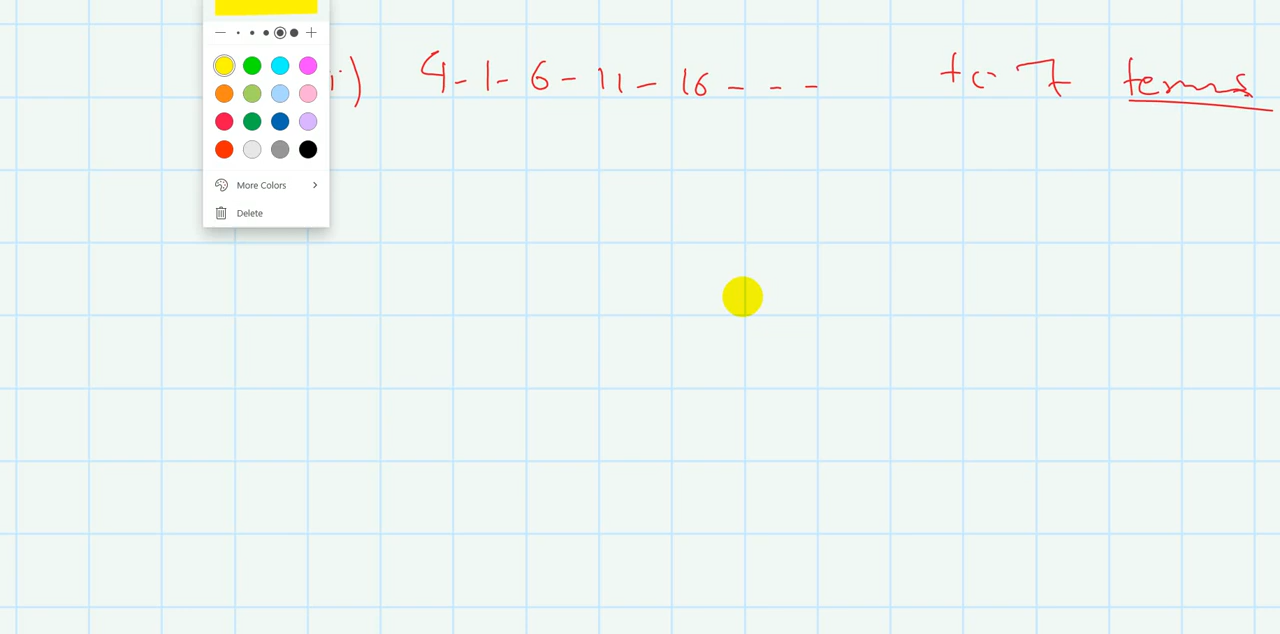 i) 4 - 1 - 6 - 11 - 16 - - - to 7 terms
More Colors
Delete